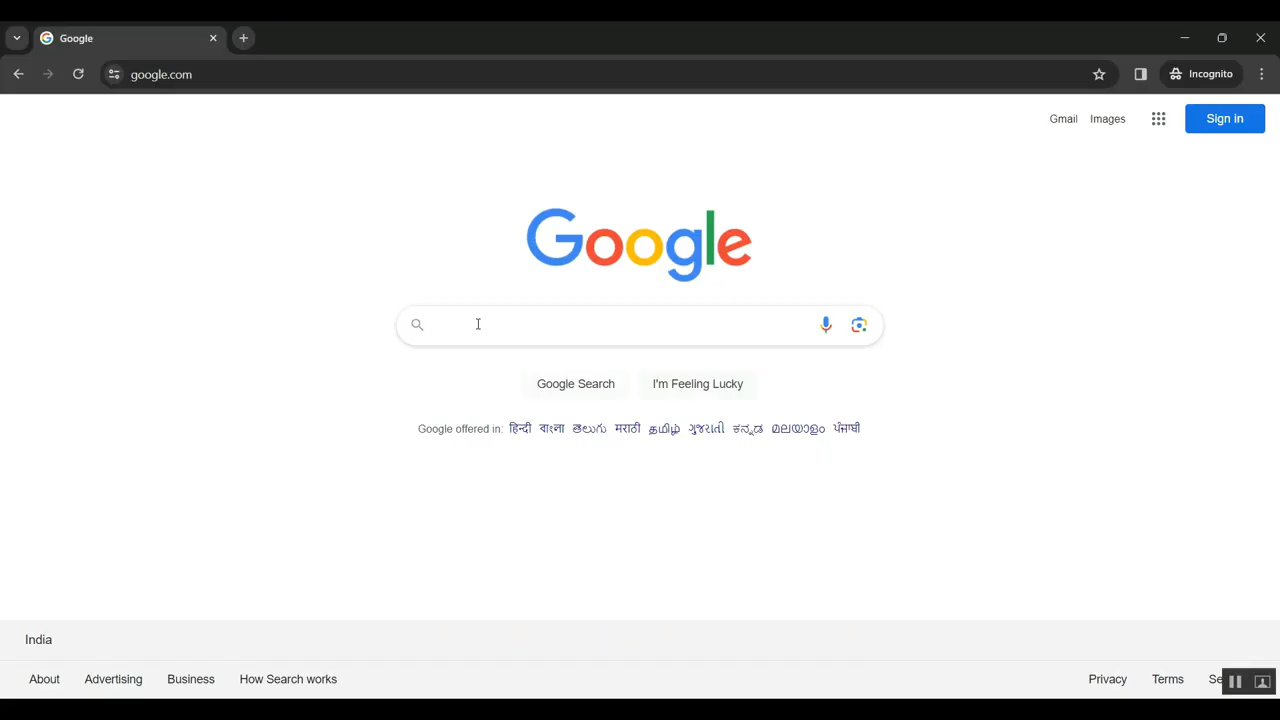 Google
google.com
Incognito
Gmail Images Sign in
Google
Google Search I'm Feeling Lucky
Google offered in: हिन्दी বাংলা తెలుగు मराठी தமிழ் ગુજરાતી ಕನ್ನಡ മലയാളം ਪੰਜਾਬੀ
India
About Advertising Business How Search works Privacy Terms Se